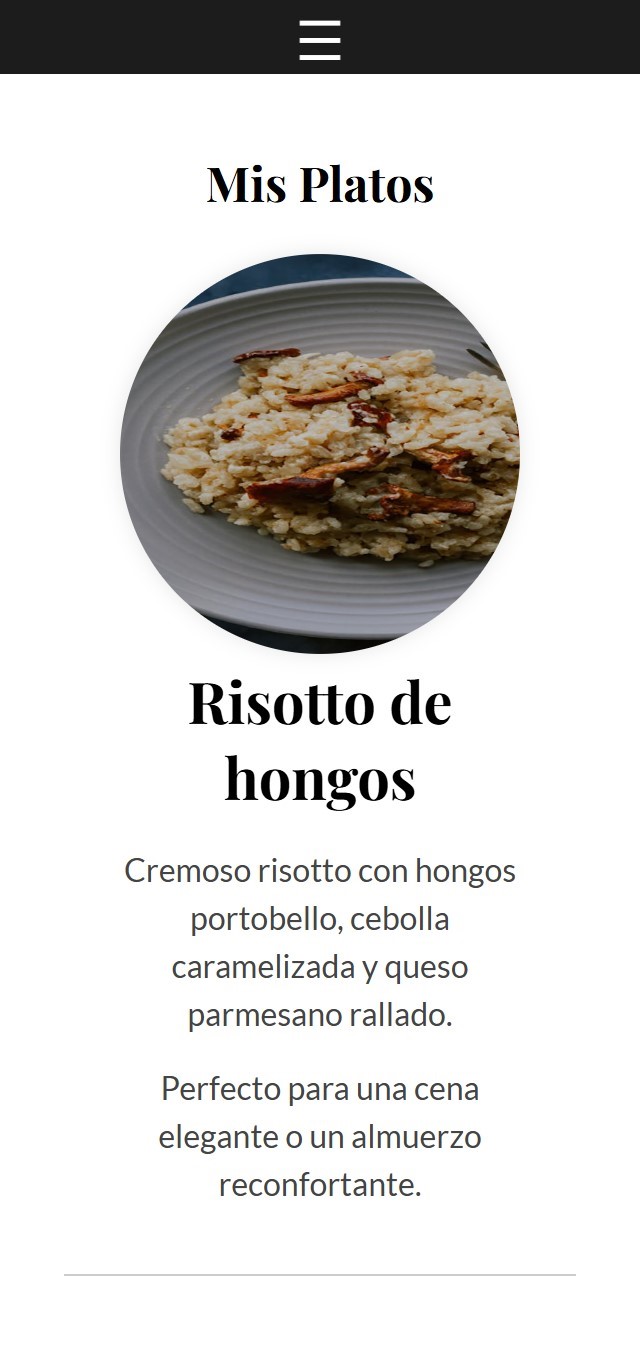 Mis Platos
Risotto de
hongos
Cremoso risotto con hongos
portobello, cebolla
caramelizada y queso
parmesano rallado.
Perfecto para una cena
elegante o un almuerzo
reconfortante.